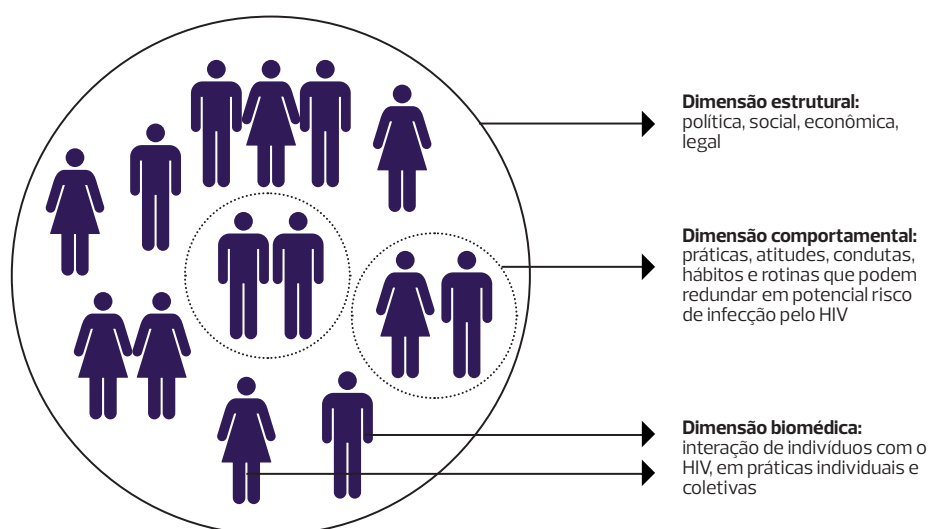 Dimensão estrutural:
política, social, econômica,
legal
Dimensão comportamental:
práticas, atitudes, condutas,
hábitos e rotinas que podem
redundar em potencial risco
de infecção pelo HIV
Dimensão biomédica:
interação de indivíduos com o
HIV, em práticas individuais e
coletivas